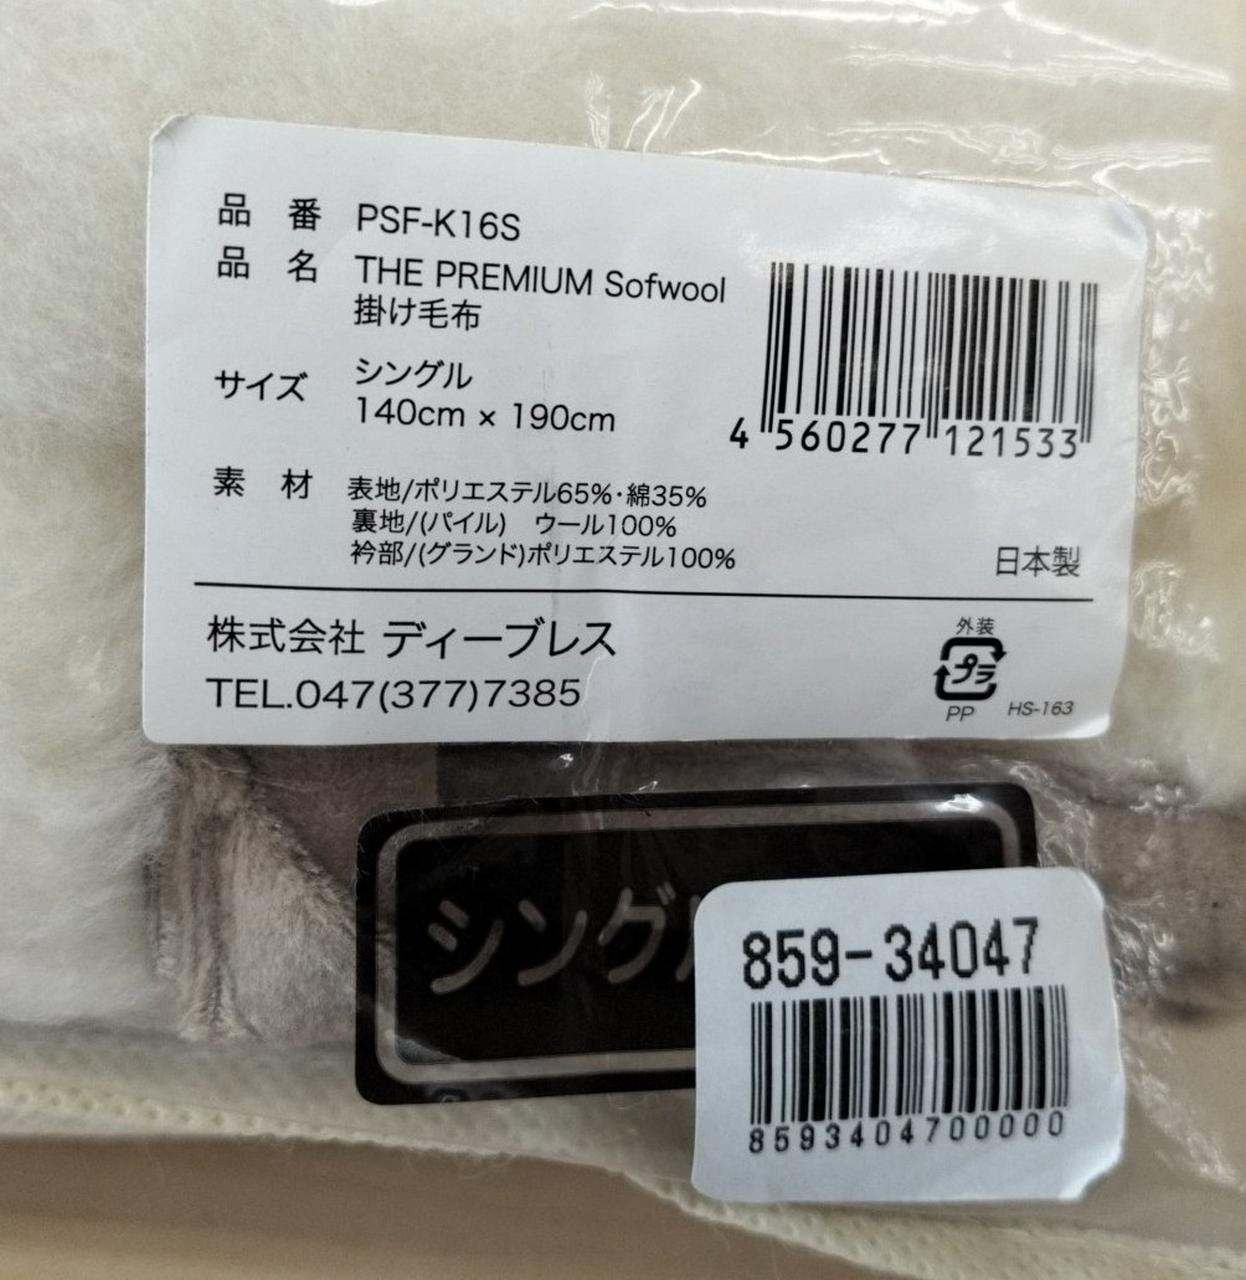 品 番 PSF-K16S
品 名 THE PREMIUM Sofwool
掛け毛布
サイズ シングル
140cm × 190cm
4 560277 121533
素 材 表地/ポリエステル65%･綿35%
裏地/(パイル) ウール100%
衿部/(グランド)ポリエステル100%
日本製
株式会社 ディーブレス
TEL.047(377)7385
外装
プラ
PP HS-163
シングル
859-34047
8593404700000